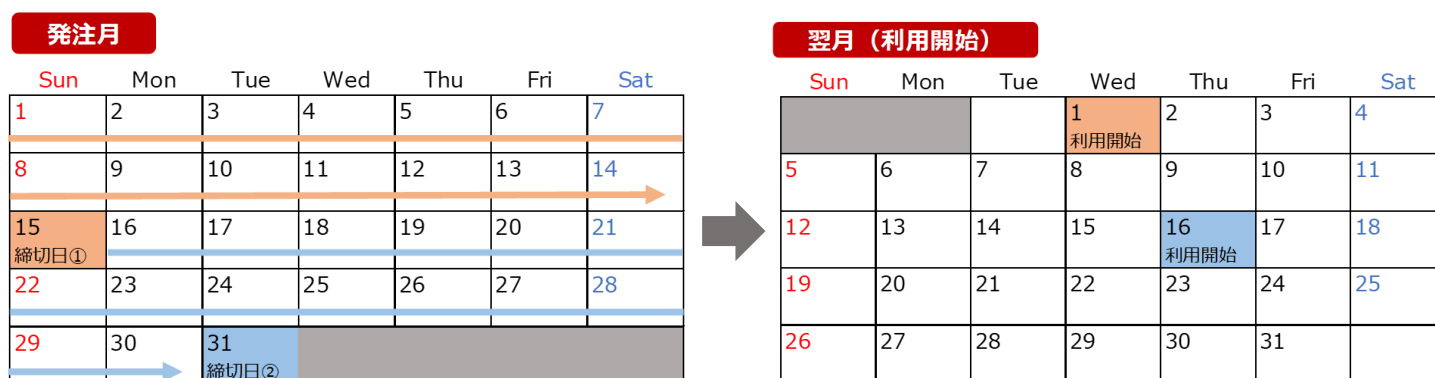 発注月
Sun Mon Tue Wed Thu Fri Sat
1 2 3 4 5 6 7
8 9 10 11 12 13 14
15 16 17 18 19 20 21
締切日①
22 23 24 25 26 27 28
29 30 31
締切日②
翌月（利用開始）
Sun Mon Tue Wed Thu Fri Sat
1 2 3 4
利用開始
5 6 7 8 9 10 11
12 13 14 15 16 17 18
利用開始
19 20 21 22 23 24 25
26 27 28 29 30 31